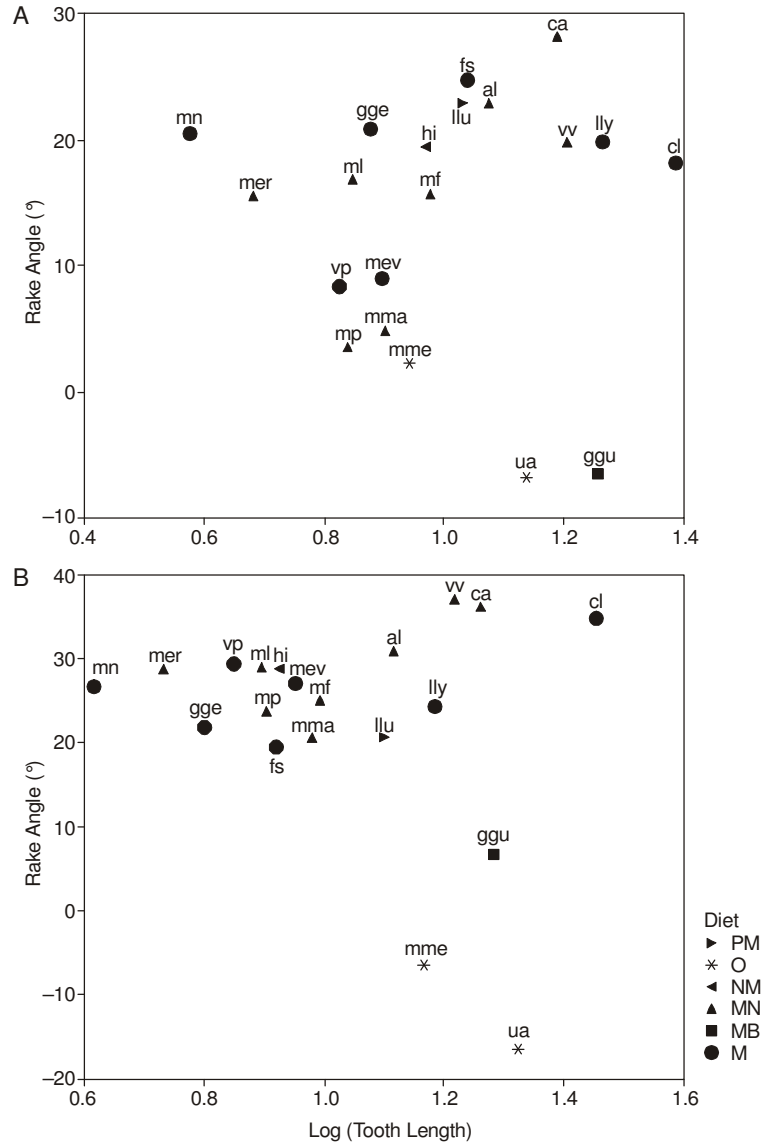 A
30
20
10
0
–10
Rake Angle (°)
ca
fs
al
mn
gge
llu
hi
vv
lly
cl
mer
ml
mf
vp
mev
mma
mp
mme
ua
ggu
0.4 0.6 0.8 1.0 1.2 1.4
B
40
30
20
10
0
–10
–20
Rake Angle (°)
vv
ca
cl
al
mn
mer
vp
ml
hi
mev
mf
gge
mp
mma
fs
llu
lly
ggu
mme
ua
0.6 0.8 1.0 1.2 1.4 1.6
Log (Tooth Length)
Diet
PM
O
NM
MN
MB
M